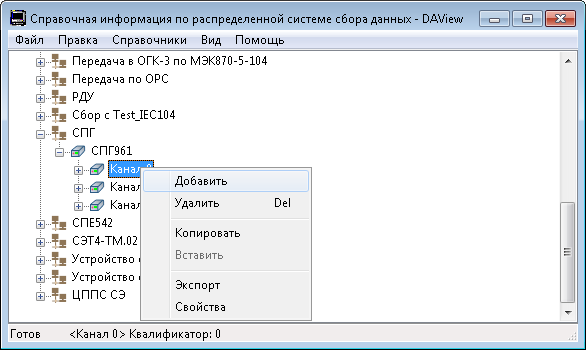 Справочная информация по распределенной системе сбора данных - DAView
Файл Правка Справочники Вид Помощь
Передача в ОГК-3 по МЭК870-5-104
Передача по OPC
РДУ
Сбор с Test_IEC104
СПГ
СПГ961
Канал 0
Канал
Канал
Добавить
Удалить Del
Копировать
Вставить
Экспорт
Свойства
СПЕ542
СЭТ4-ТМ.02
Устройство
Устройство
ЦППС СЭ
Готов <Канал 0> Квалификатор: 0